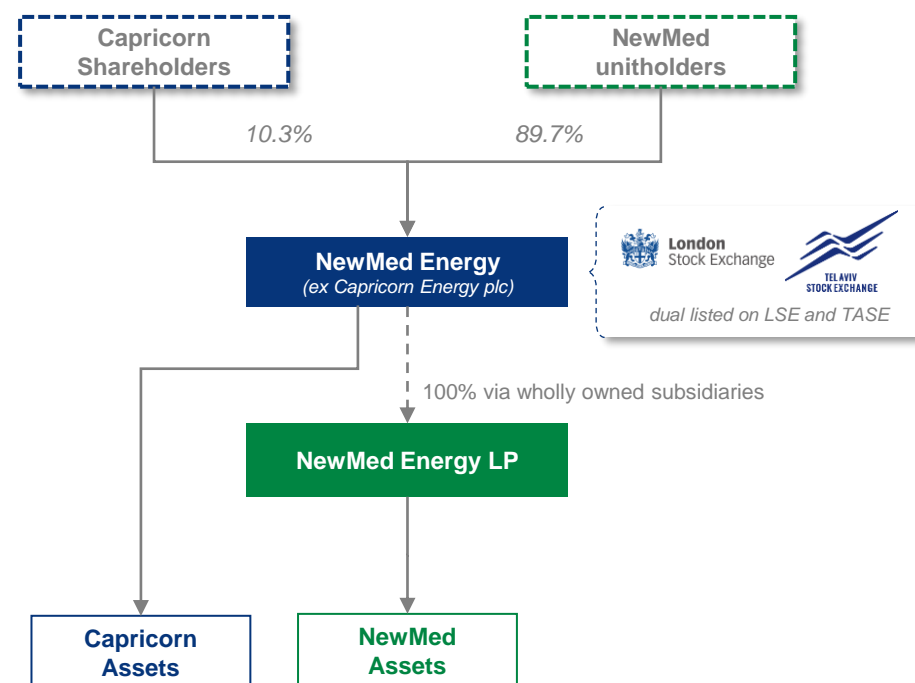 Capricorn
Shareholders
NewMed
unitholders
10.3%
89.7%
NewMed Energy
(ex Capricorn Energy plc)
London
Stock Exchange
TEL AVIV
STOCK EXCHANGE
dual listed on LSE and TASE
100% via wholly owned subsidiaries
NewMed Energy LP
Capricorn
Assets
NewMed
Assets